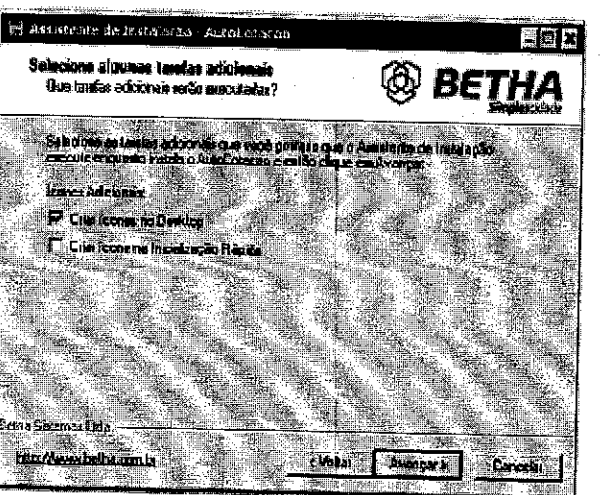 Assistente de Instalação - AutoCotacao
Selecione algumas tarefas adicionais
Que tarefas adicionais serão executadas?
BETHA
Selecione as tarefas adicionais que você gostaria que o Assistente de Instalação
execute enquanto instala o AutoCotacao e então clique em Avançar.
Ícones Adicionais:
Criar Ícones no Desktop
Criar Ícone na Inicialização Rápida
Betha Sistemas Ltda
http://www.betha.com.br
< Voltar
Avançar >
Cancelar